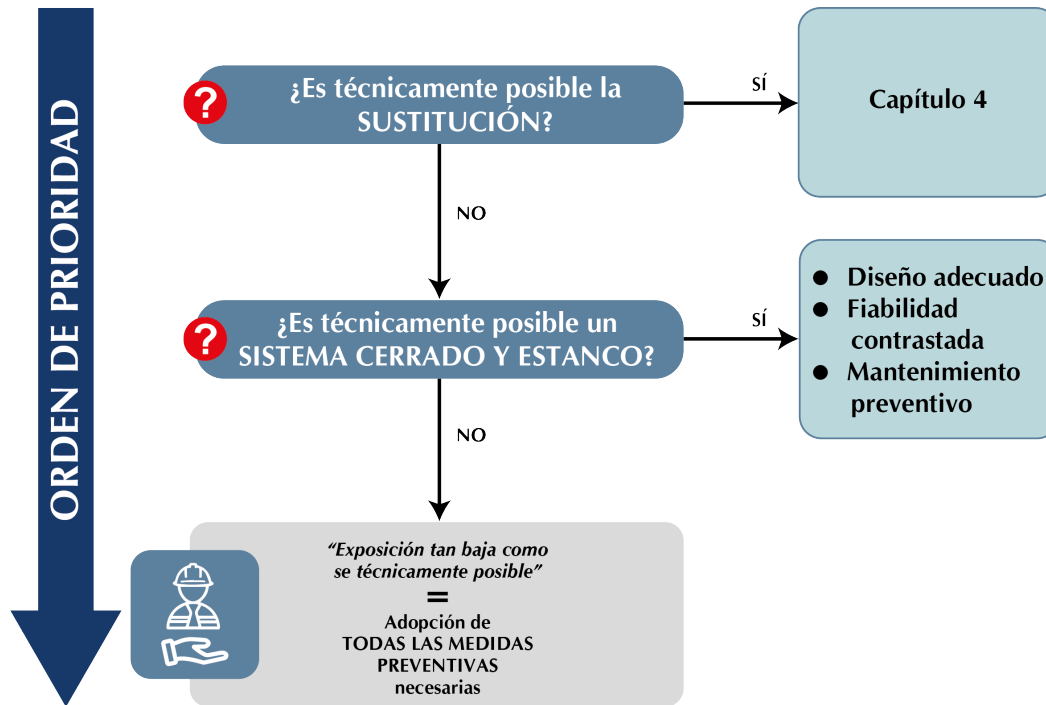 ORDEN DE PRIORIDAD
?
¿Es técnicamente posible la
SUSTITUCIÓN?
SÍ
Capítulo 4
NO
?
¿Es técnicamente posible un
SISTEMA CERRADO Y ESTANCO?
SÍ
● Diseño adecuado
● Fiabilidad
contrastada
● Mantenimiento
preventivo
NO
“Exposición tan baja como
se técnicamente posible”
=
Adopción de
TODAS LAS MEDIDAS
PREVENTIVAS
necesarias